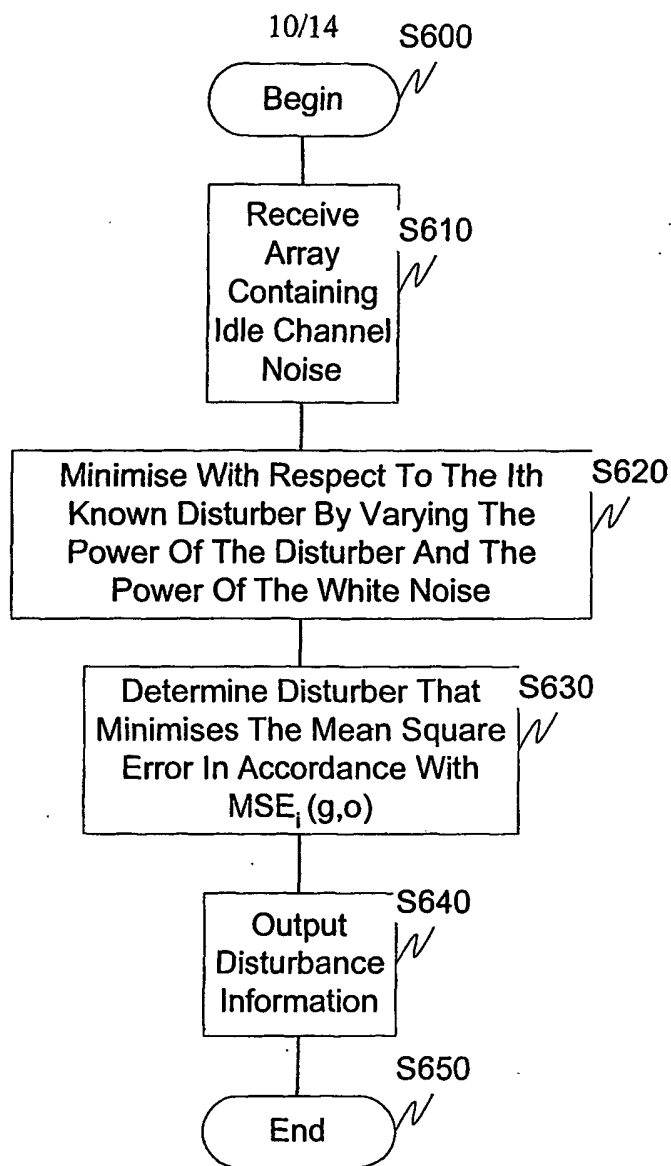 10/14
S600
Begin
S610
Receive
Array
Containing
Idle Channel
Noise
S620
Minimise With Respect To The Ith
Known Disturber By Varying The
Power Of The Disturber And The
Power Of The White Noise
S630
Determine Disturber That
Minimises The Mean Square
Error In Accordance With
MSEi (g,o)
S640
Output
Disturbance
Information
S650
End